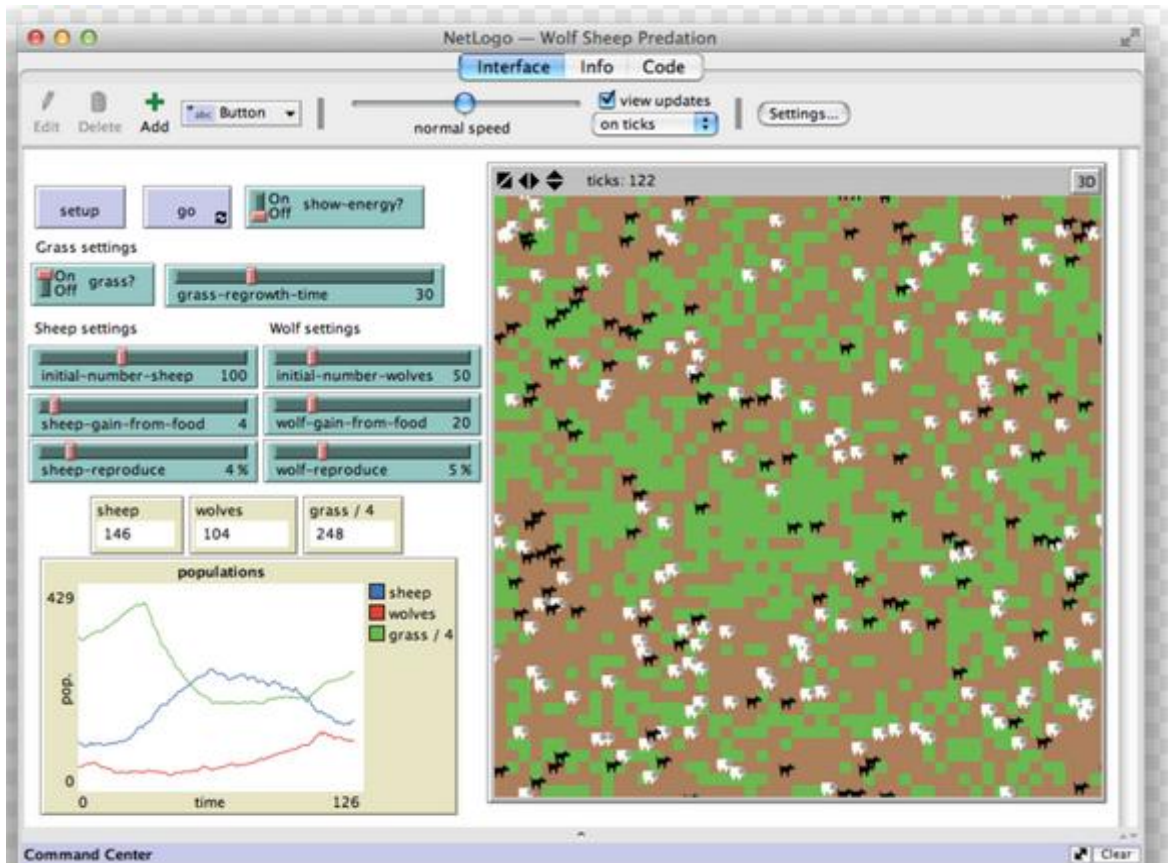 NetLogo — Wolf Sheep Predation
Interface Info Code
Edit Delete Add abc Button normal speed view updates on ticks Settings...
setup go On Off show-energy?
ticks: 122 3D
Grass settings
On Off grass? grass-regrowth-time 30
Sheep settings Wolf settings
initial-number-sheep 100 initial-number-wolves 50
sheep-gain-from-food 4 wolf-gain-from-food 20
sheep-reproduce 4 % wolf-reproduce 5 %
sheep wolves grass / 4
146 104 248
populations
429
pop.
0
0 time 126
sheep
wolves
grass / 4
Command Center Clear